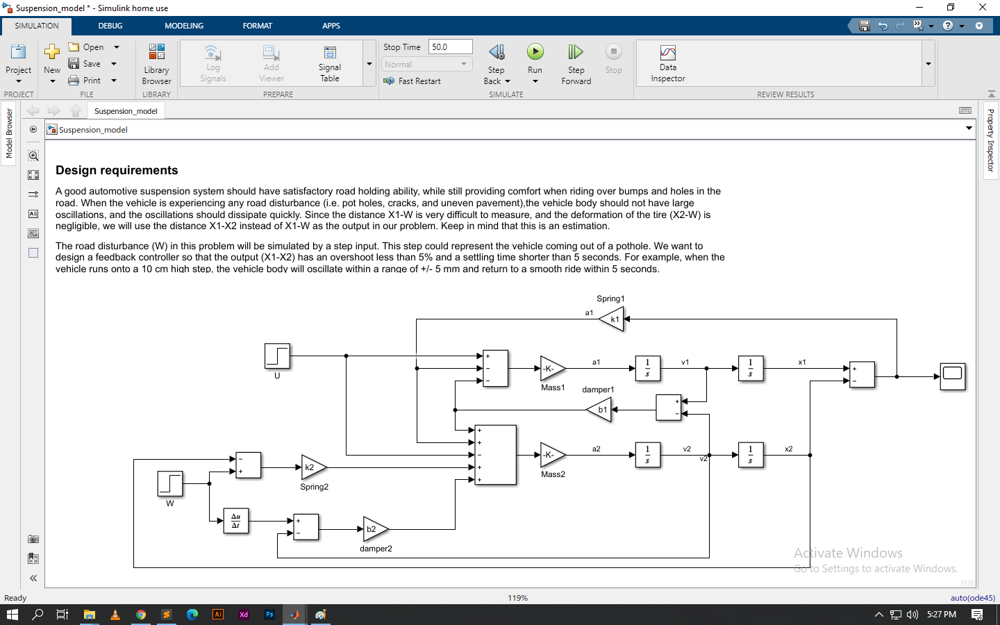 Suspension_model * - Simulink home use
SIMULATION DEBUG MODELING FORMAT APPS
Project
New
Open
Save
Print
Library Browser
Log Signals
Add Viewer
Signal Table
Stop Time 50.0
Normal
Fast Restart
Step Back
Run
Step Forward
Stop
Data Inspector
PROJECT FILE LIBRARY PREPARE SIMULATE REVIEW RESULTS
Model Browser
Property Inspector
Suspension_model
Suspension_model
Design requirements
A good automotive suspension system should have satisfactory road holding ability, while still providing comfort when riding over bumps and holes in the
road. When the vehicle is experiencing any road disturbance (i.e. pot holes, cracks, and uneven pavement),the vehicle body should not have large
oscillations, and the oscillations should dissipate quickly. Since the distance X1-W is very difficult to measure, and the deformation of the tire (X2-W) is
negligible, we will use the distance X1-X2 instead of X1-W as the output in our problem. Keep in mind that this is an estimation.
The road disturbance (W) in this problem will be simulated by a step input. This step could represent the vehicle coming out of a pothole. We want to
design a feedback controller so that the output (X1-X2) has an overshoot less than 5% and a settling time shorter than 5 seconds. For example, when the
vehicle runs onto a 10 cm high step, the vehicle body will oscillate within a range of +/- 5 mm and return to a smooth ride within 5 seconds.
Spring1
a1
k1
U
+
−
−
-K-
Mass1
a1
1
s
v1
1
s
x1
+
−
damper1
b1
+
−
+
+
−
+
+
-K-
Mass2
a2
1
s
v2
v2
1
s
x2
−
+
k2
Spring2
W
Δu
Δt
+
−
b2
damper2
Activate Windows
Go to Settings to activate Windows.
Ready 119% auto(ode45)
Ai Xd Ps
5:27 PM